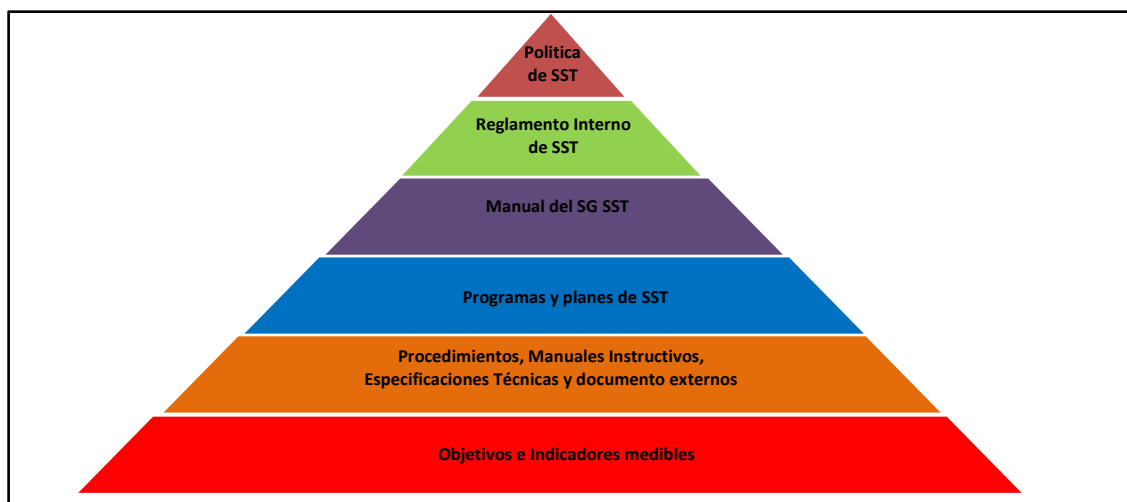 Politica
de SST
Reglamento Interno
de SST
Manual del SG SST
Programas y planes de SST
Procedimientos, Manuales Instructivos,
Especificaciones Técnicas y documento externos
Objetivos e Indicadores medibles